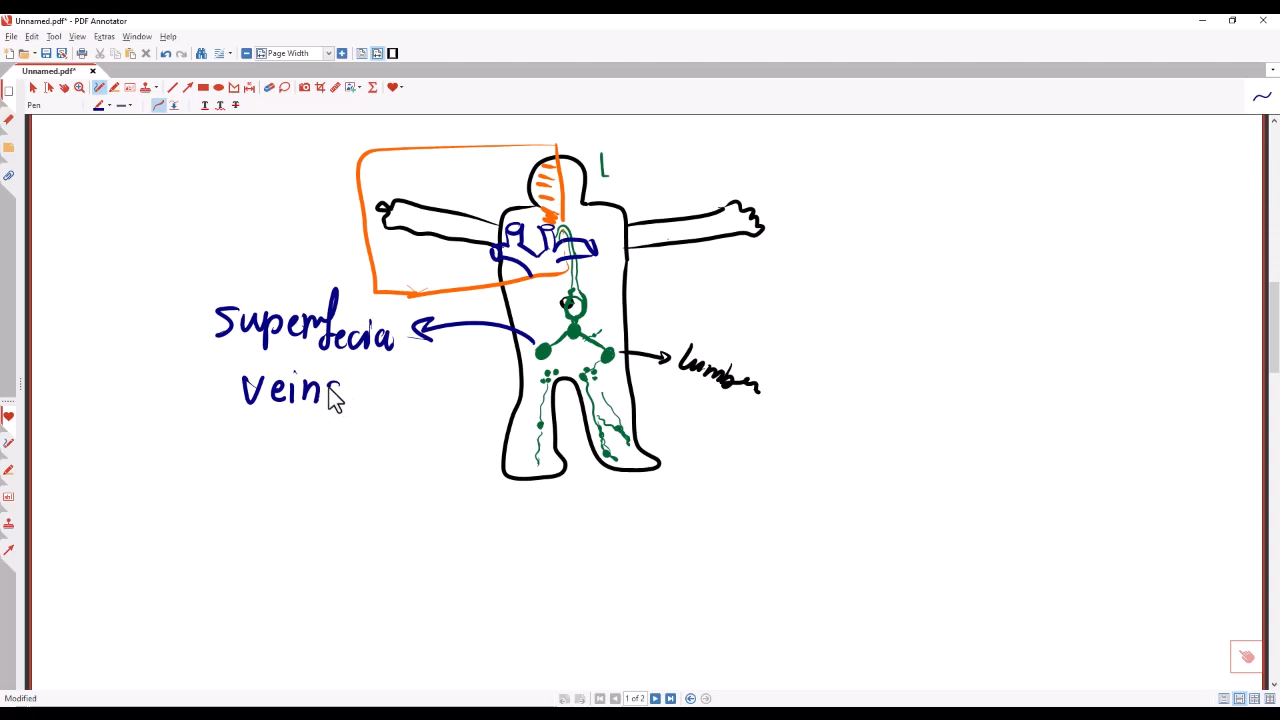 Unnamed.pdf* - PDF Annotator
File Edit View Tool Extras Window Help
Page Width
Unnamed.pdf*
Pen
L
Superfecia
Veins
lumber
Modified
1 of 2